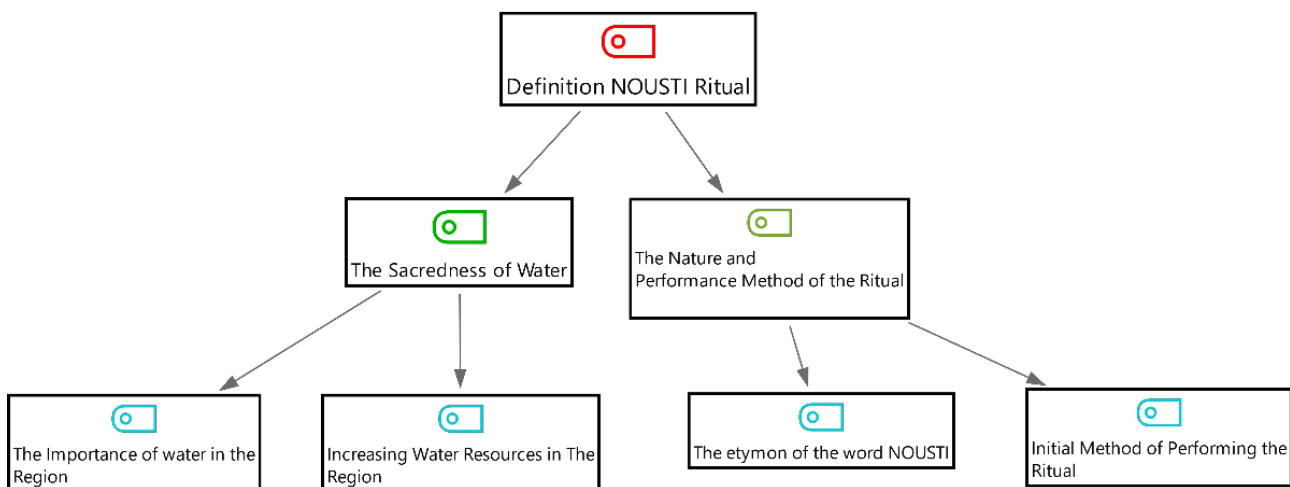 Definition NOUSTI Ritual
The Sacredness of Water
The Nature and
Performance Method of the Ritual
The Importance of water in the
Region
Increasing Water Resources in The
Region
The etymon of the word NOUSTI
Initial Method of Performing the
Ritual